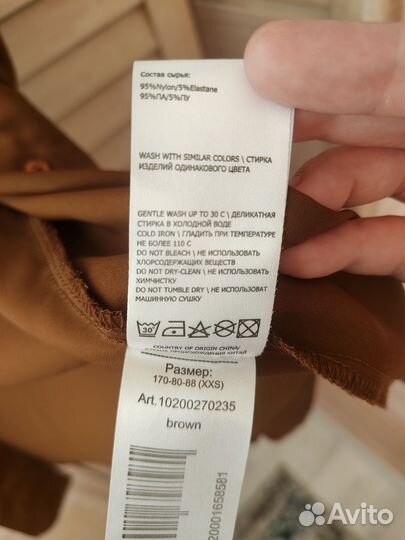 Состав сырья:
95%Nylon/5%Elastane
95%ПА/5%ПУ
WASH WITH SIMILAR COLORS \ СТИРКА
ИЗДЕЛИЙ ОДИНАКОВОГО ЦВЕТА
GENTLE WASH UP TO 30 C \ ДЕЛИКАТНАЯ
СТИРКА В ХОЛОДНОЙ ВОДЕ
COLD IRON \ ГЛАДИТЬ ПРИ ТЕМПЕРАТУРЕ
НЕ БОЛЕЕ 110 С
DO NOT BLEACH \ НЕ ИСПОЛЬЗОВАТЬ
ХЛОРСОДЕРЖАЩИХ ВЕЩЕСТВ
DO NOT DRY-CLEAN \ НЕ ИСПОЛЬЗОВАТЬ
ХИМЧИСТКУ
DO NOT TUMBLE DRY \ НЕ ИСПОЛЬЗОВАТЬ
МАШИННУЮ СУШКУ
30°
COUNTRY OF ORIGIN CHINA/
ПРОИСХОЖДЕНИЯ КИТАЙ
Размер:
170-80-88 (XXS)
Art.10200270235
brown
20001658581
Avito